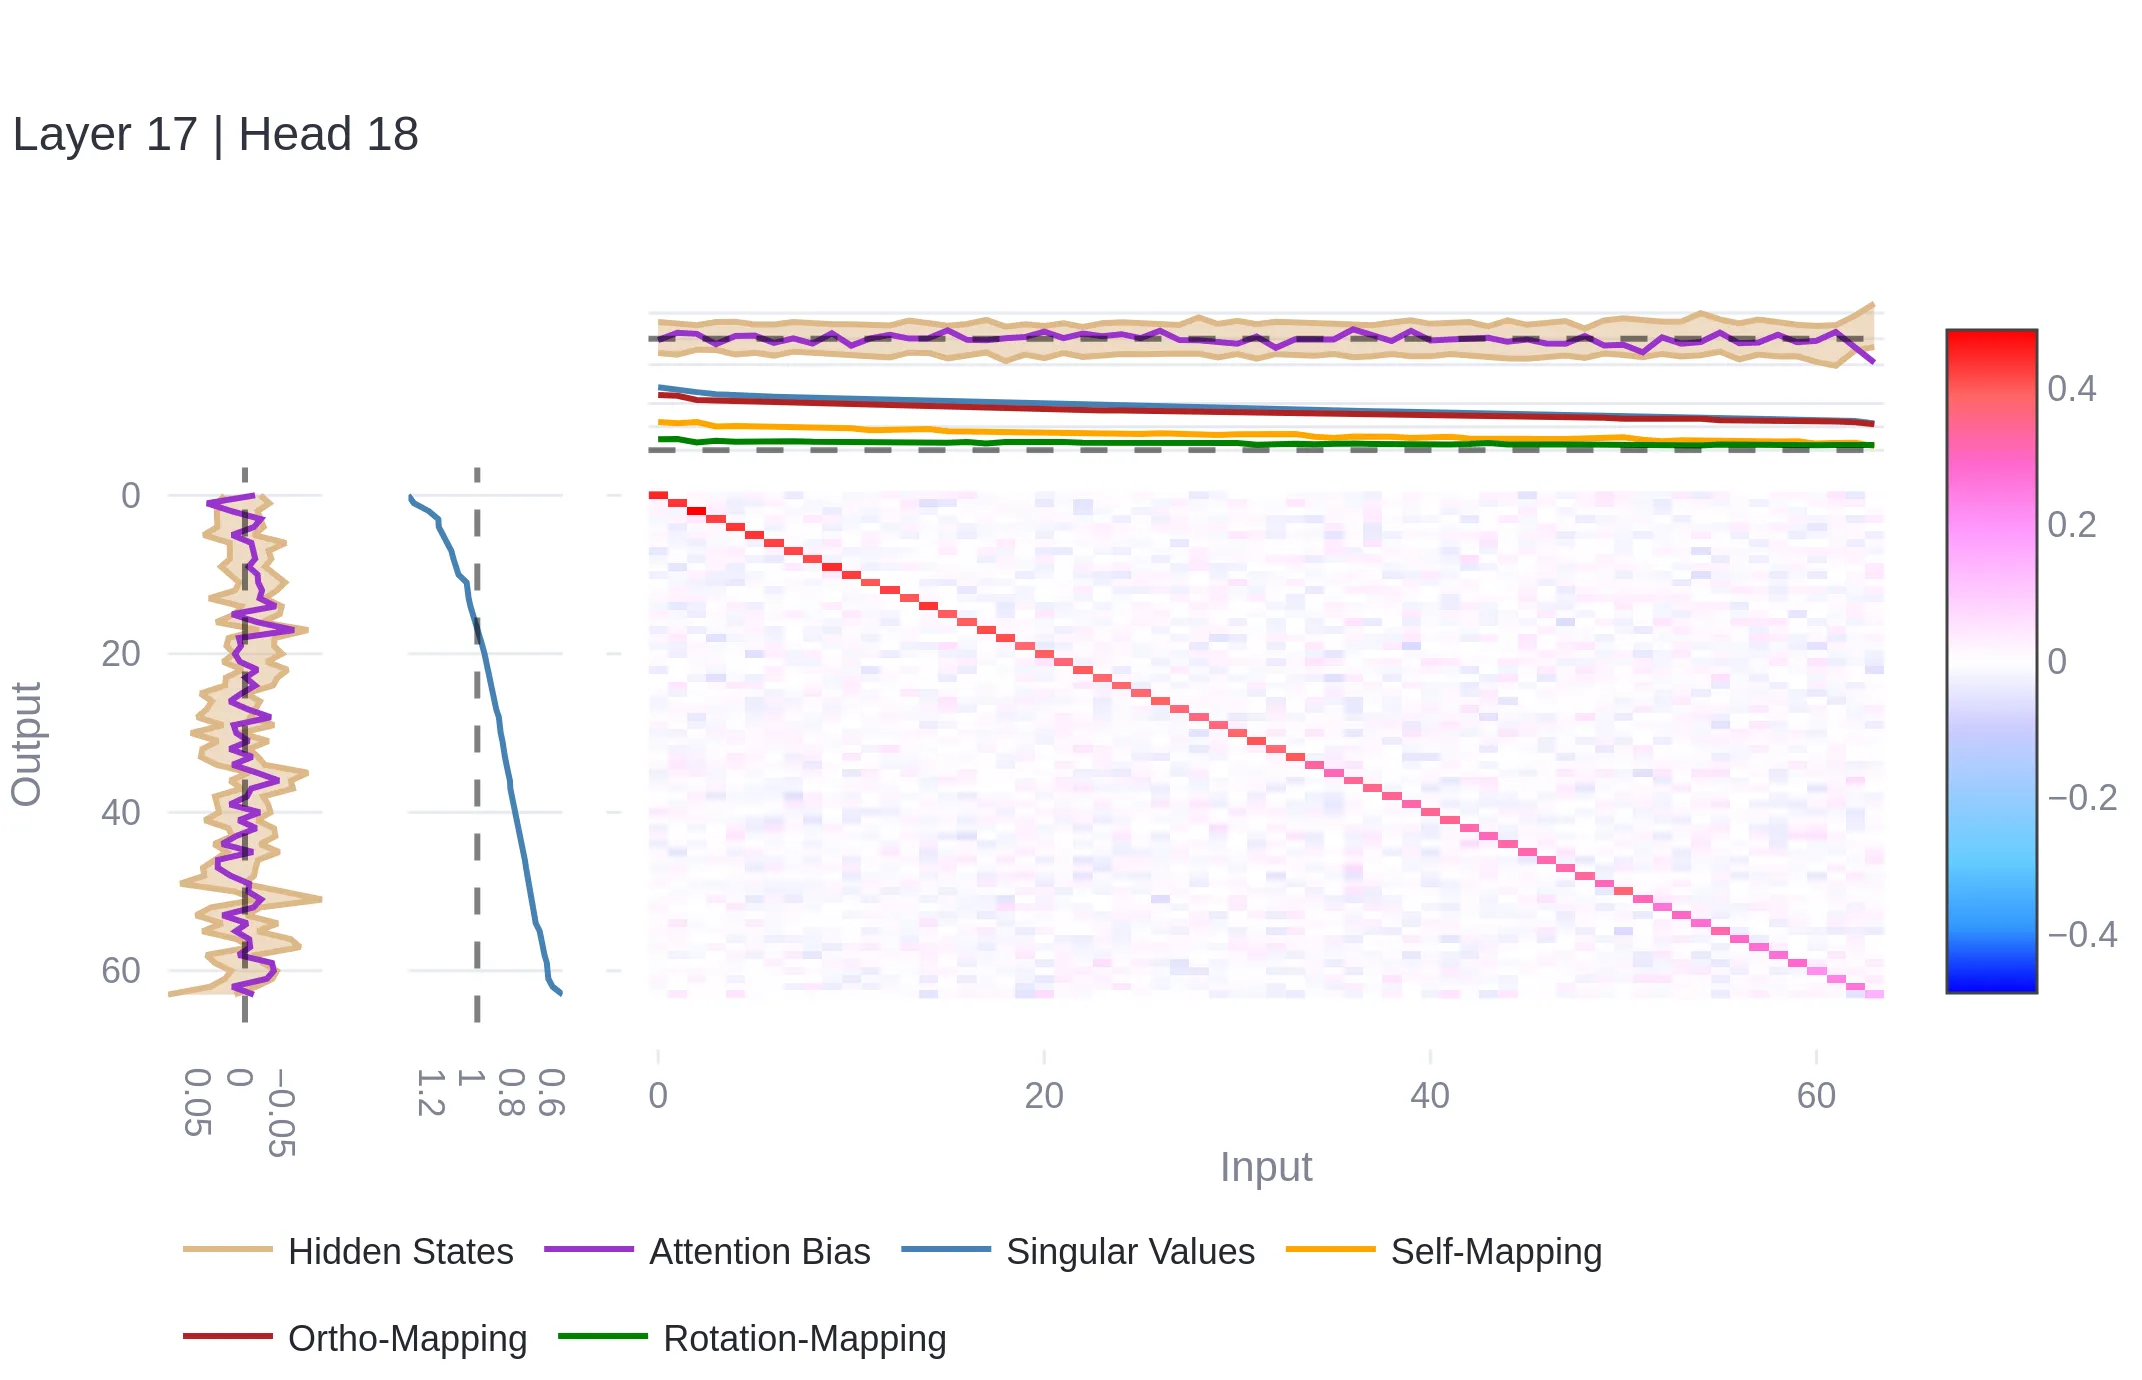 Layer 17 | Head 18
0
20
40
60
Output
0.05
0
−0.05
1.2
1
0.8
0.6
0
20
40
60
Input
0.4
0.2
0
−0.2
−0.4
Hidden States
Attention Bias
Singular Values
Self-Mapping
Ortho-Mapping
Rotation-Mapping